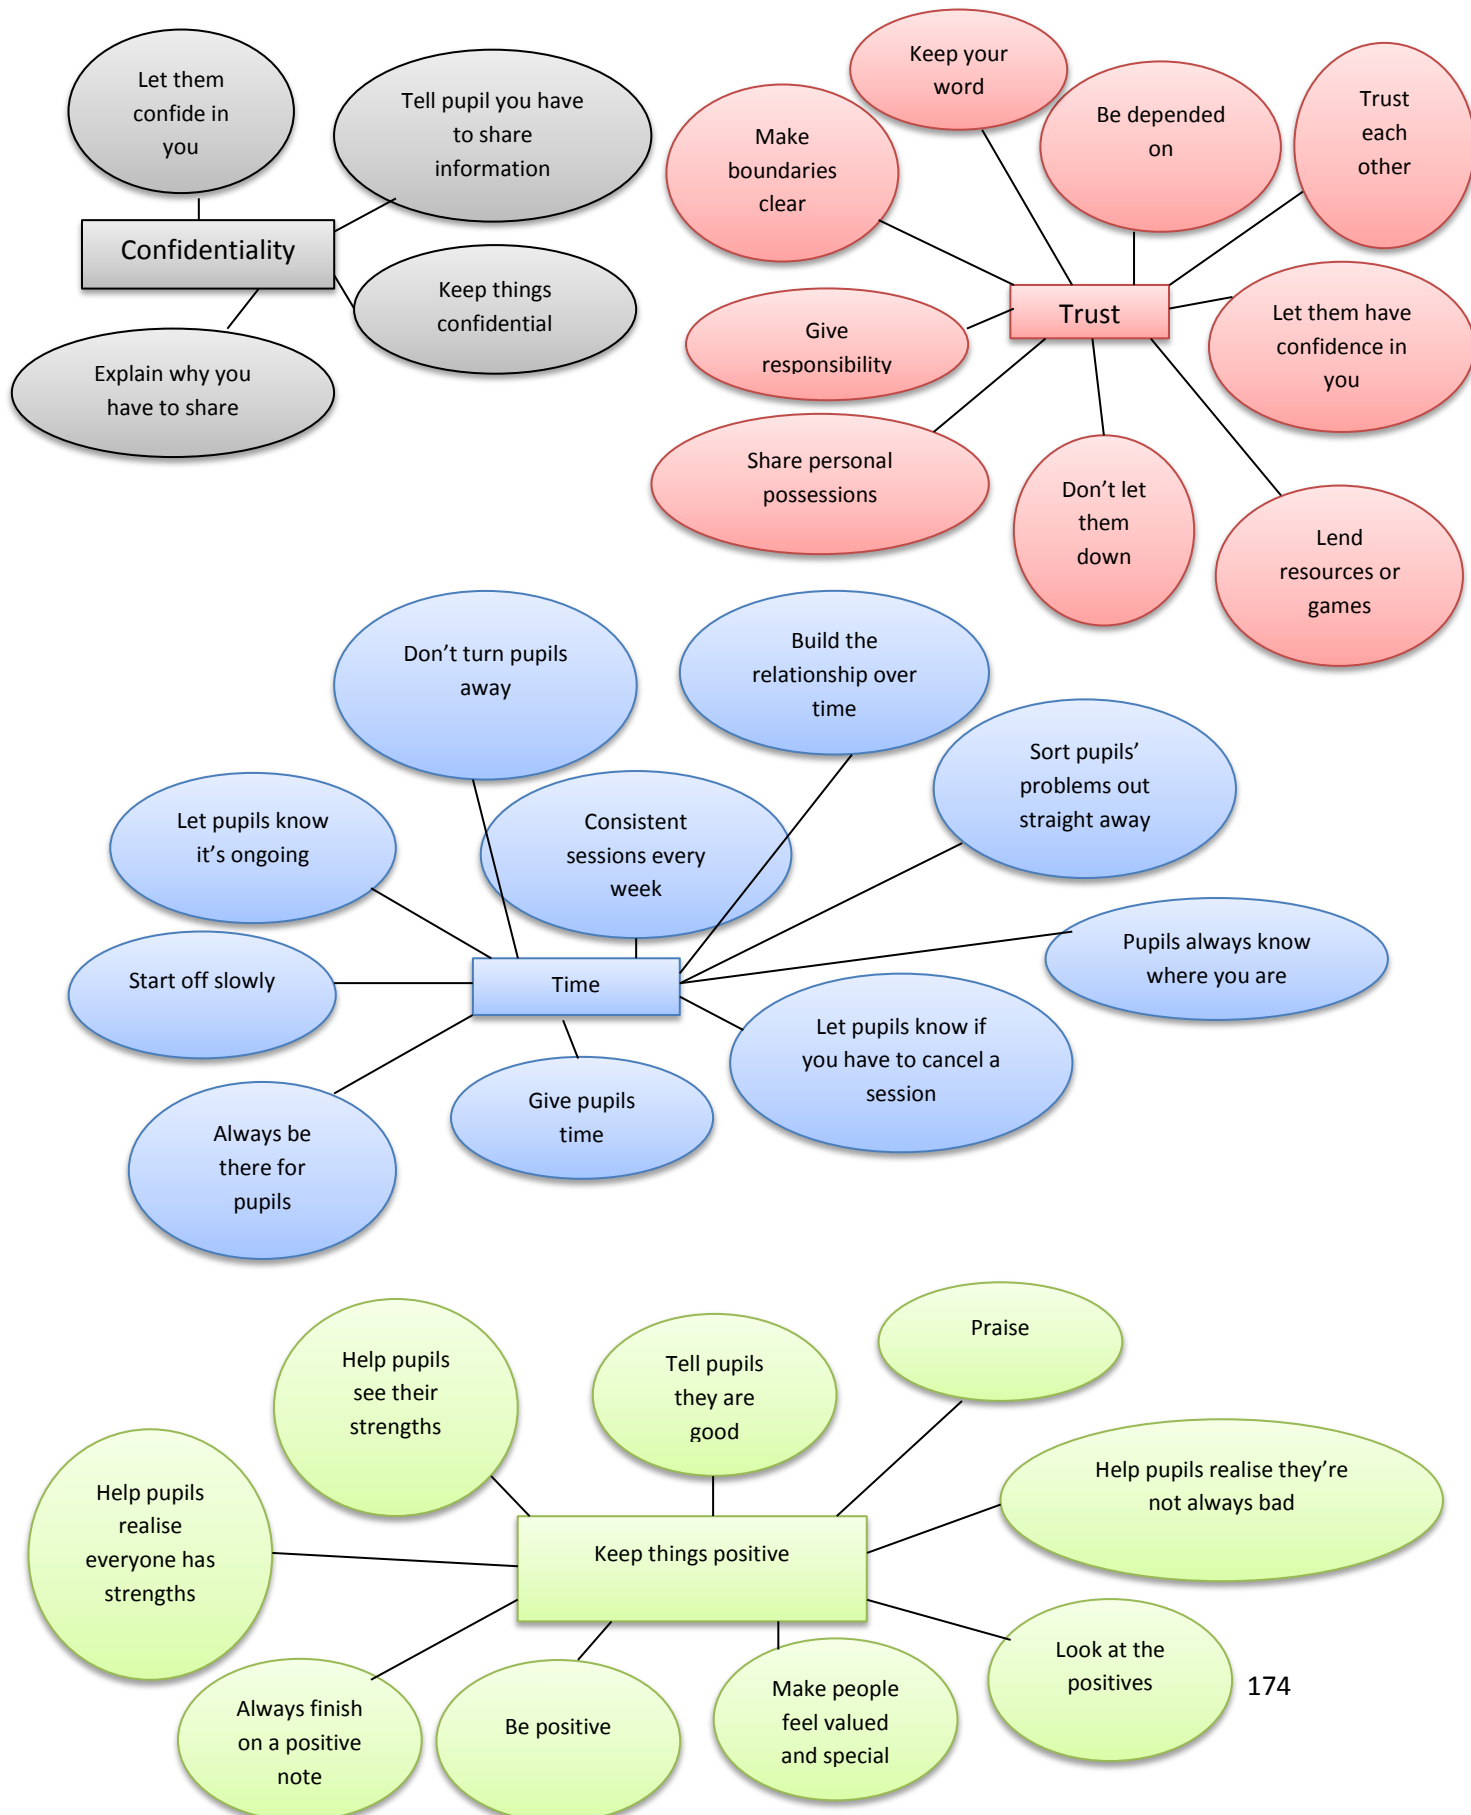 Let them
confide in
you
Tell pupil you have
to share
information
Confidentiality
Keep things
confidential
Explain why you
have to share
Keep your
word
Be depended
on
Trust
each
other
Make
boundaries
clear
Trust
Give
responsibility
Let them have
confidence in
you
Share personal
possessions
Don’t let
them
down
Lend
resources or
games
Don’t turn pupils
away
Build the
relationship over
time
Sort pupils’
problems out
straight away
Let pupils know
it’s ongoing
Consistent
sessions every
week
Pupils always know
where you are
Start off slowly
Time
Let pupils know if
you have to cancel a
session
Give pupils
time
Always be
there for
pupils
Praise
Help pupils
see their
strengths
Tell pupils
they are
good
Help pupils realise they’re
not always bad
Help pupils
realise
everyone has
strengths
Keep things positive
Look at the
positives
Always finish
on a positive
note
Be positive
Make people
feel valued
and special
174